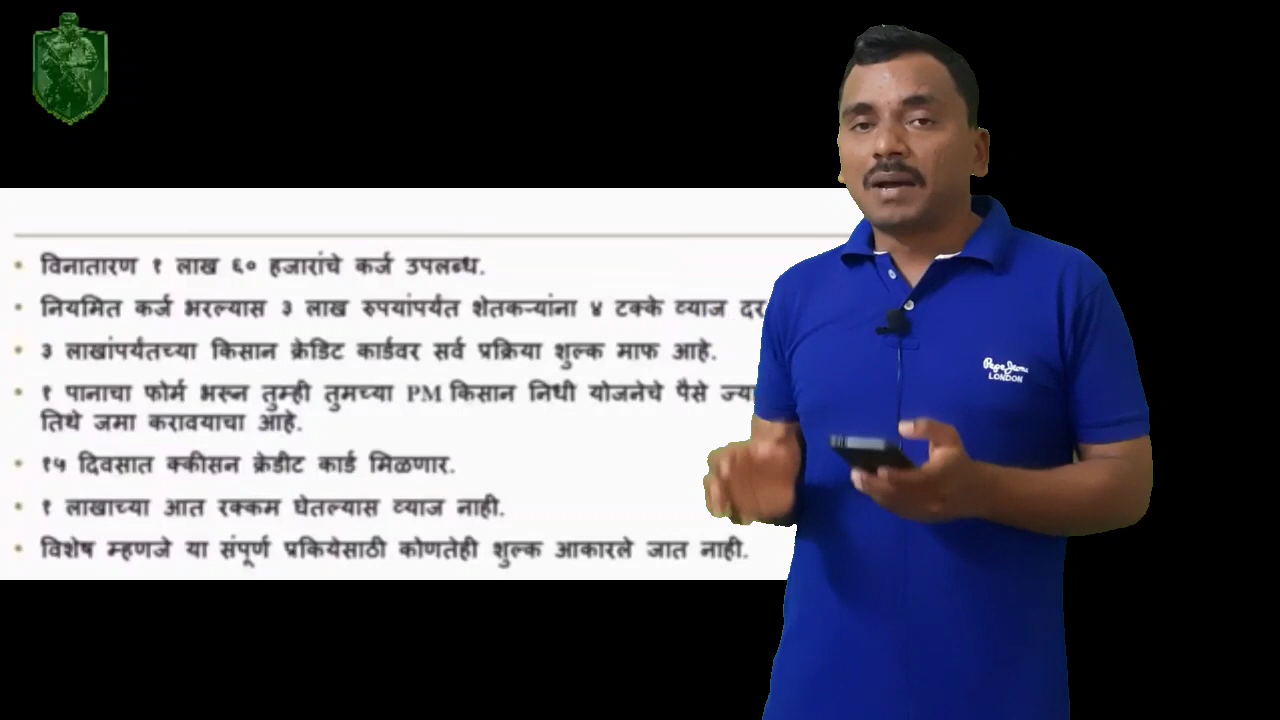 विनातारण १ लाख ६० हजारांचे कर्ज उपलब्ध.
नियमित कर्ज भरल्यास ३ लाख रुपयांपर्यंत शेतकऱ्यांना ४ टक्के व्याज दर
३ लाखांपर्यंतच्या किसान क्रेडिट कार्डवर सर्व प्रक्रिया शुल्क माफ आहे.
१ पानाचा फोर्म भरून तुम्ही तुमच्या PM किसान निधी योजनेचे पैसे
तिथे जमा करावयाचा आहे.
१५ दिवसात क्कीसन क्रेडीट कार्ड मिळणार.
१ लाखाच्या आत रक्कम घेतल्यास व्याज नाही.
विशेष म्हणजे या संपूर्ण प्रकियेसाठी कोणतेही शुल्क आकारले जात नाही.
Pepe Jeans
LONDON